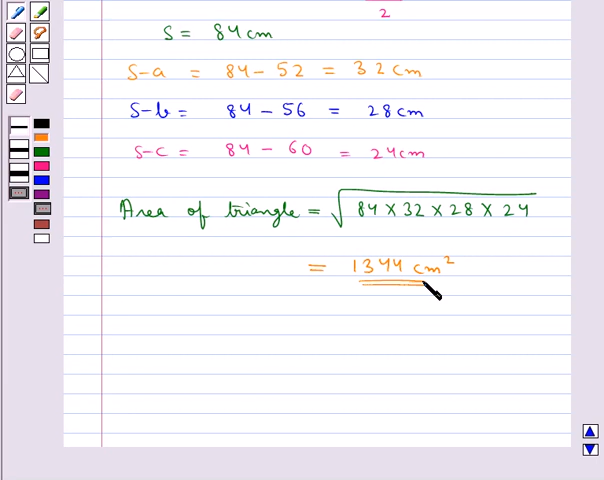 2
S = 84 cm
S-a = 84 - 52 = 32 cm
S-b = 84 - 56 = 28 cm
S-c = 84 - 60 = 24 cm
Area of triangle = √84 × 32 × 28 × 24
= 1344 cm²